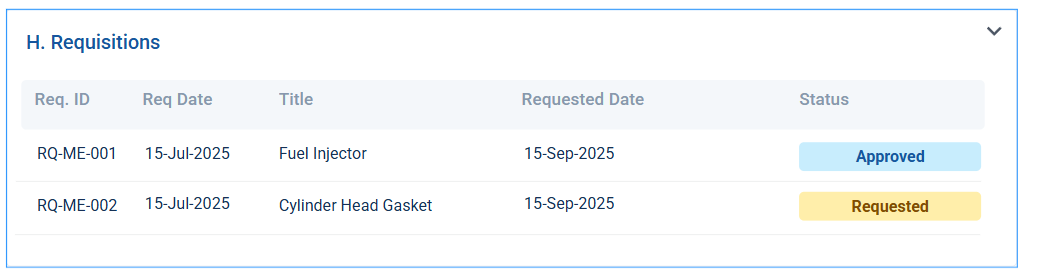 H. Requisitions
Req. ID Req Date Title Requested Date Status
RQ-ME-001 15-Jul-2025 Fuel Injector 15-Sep-2025 Approved
RQ-ME-002 15-Jul-2025 Cylinder Head Gasket 15-Sep-2025 Requested